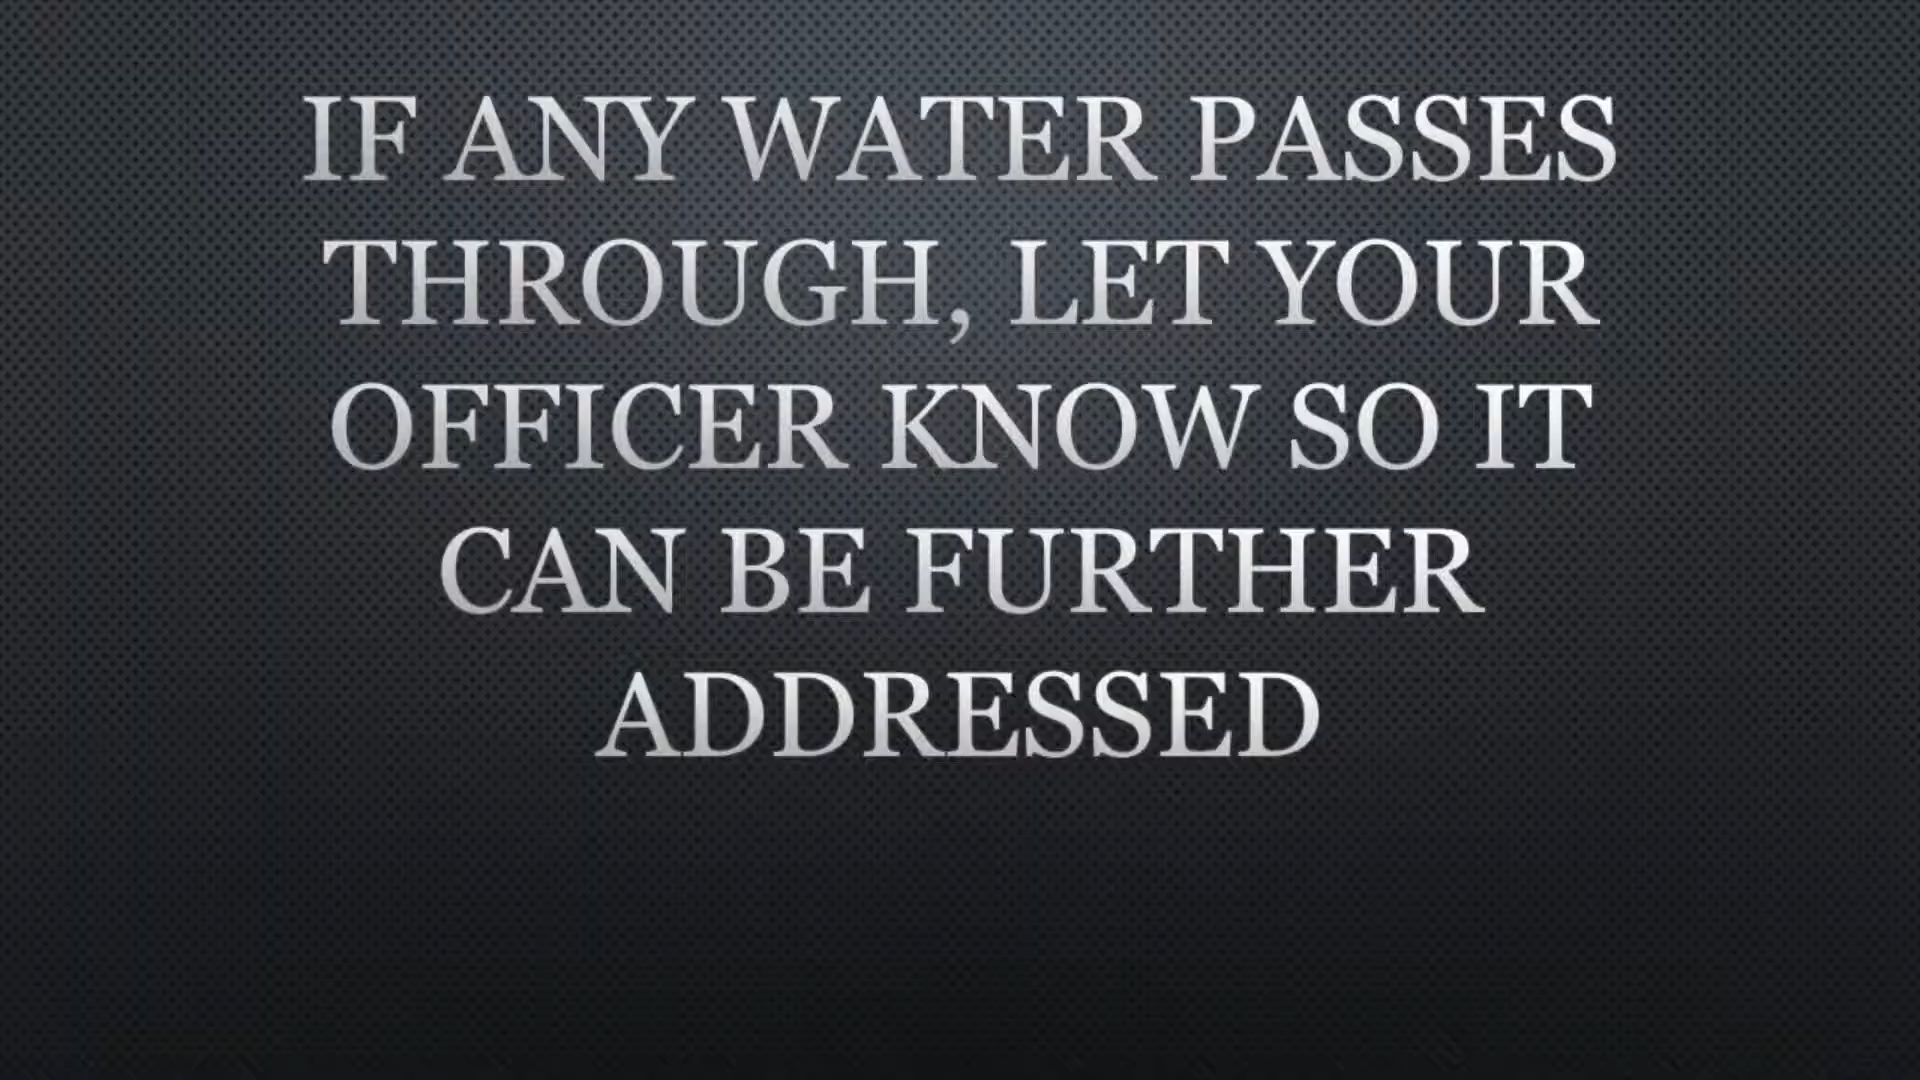 IF ANY WATER PASSES
THROUGH, LET YOUR
OFFICER KNOW SO IT
CAN BE FURTHER
ADDRESSED